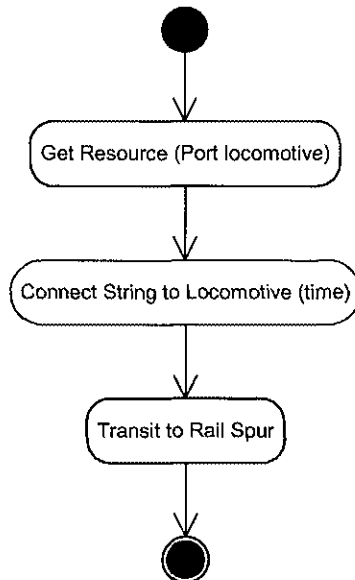 Get Resource (Port locomotive)
Connect String to Locomotive (time)
Transit to Rail Spur